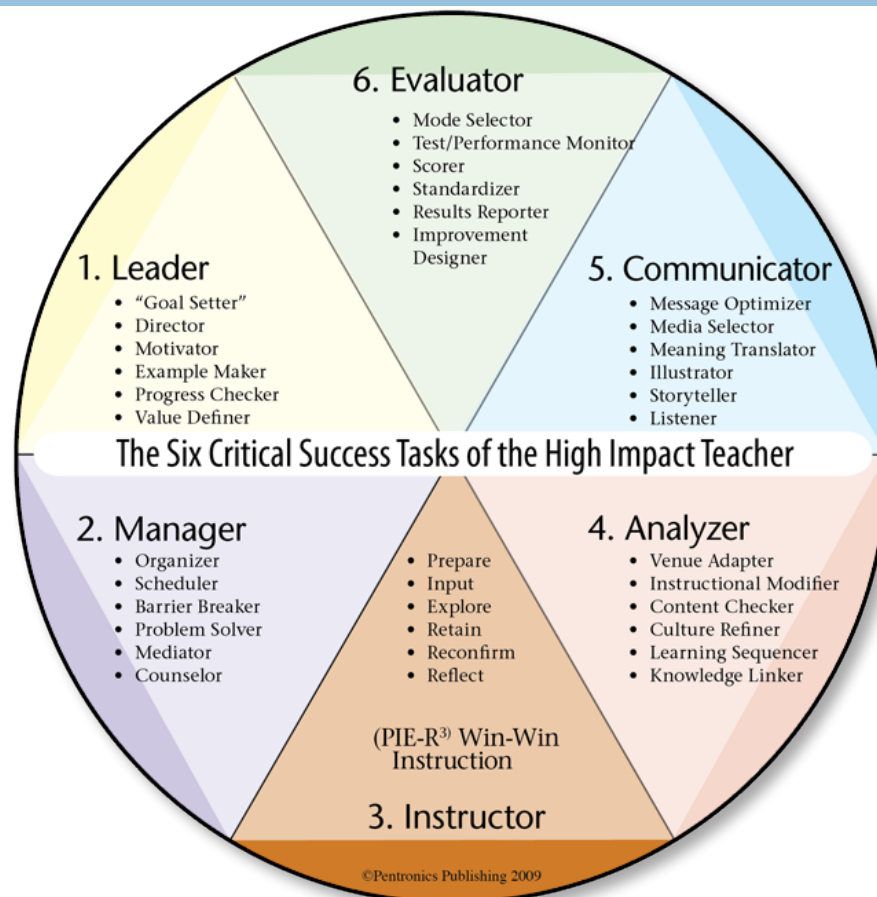 6. Evaluator
• Mode Selector
• Test/Performance Monitor
• Scorer
• Standardizer
• Results Reporter
• Improvement
Designer
1. Leader
• “Goal Setter”
• Director
• Motivator
• Example Maker
• Progress Checker
• Value Definer
5. Communicator
• Message Optimizer
• Media Selector
• Meaning Translator
• Illustrator
• Storyteller
• Listener
The Six Critical Success Tasks of the High Impact Teacher
2. Manager
• Organizer
• Scheduler
• Barrier Breaker
• Problem Solver
• Mediator
• Counselor
• Prepare
• Input
• Explore
• Retain
• Reconfirm
• Reflect
(PIE-R³⁾ Win-Win
Instruction
3. Instructor
4. Analyzer
• Venue Adapter
• Instructional Modifier
• Content Checker
• Culture Refiner
• Learning Sequencer
• Knowledge Linker
©Pentronics Publishing 2009